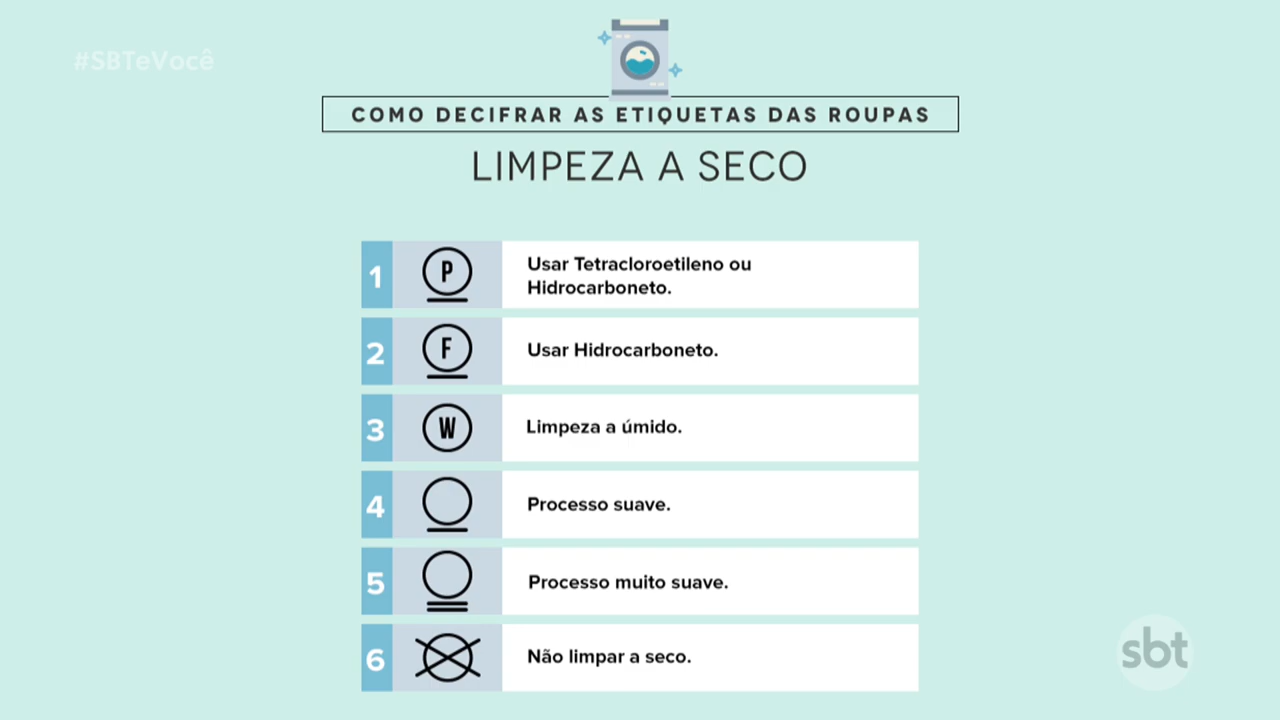 #SBTeVocê
COMO DECIFRAR AS ETIQUETAS DAS ROUPAS
LIMPEZA A SECO
1 P Usar Tetracloroetileno ou
Hidrocarboneto.
2 F Usar Hidrocarboneto.
3 W Limpeza a úmido.
4 Processo suave.
5 Processo muito suave.
6 Não limpar a seco.
sbt